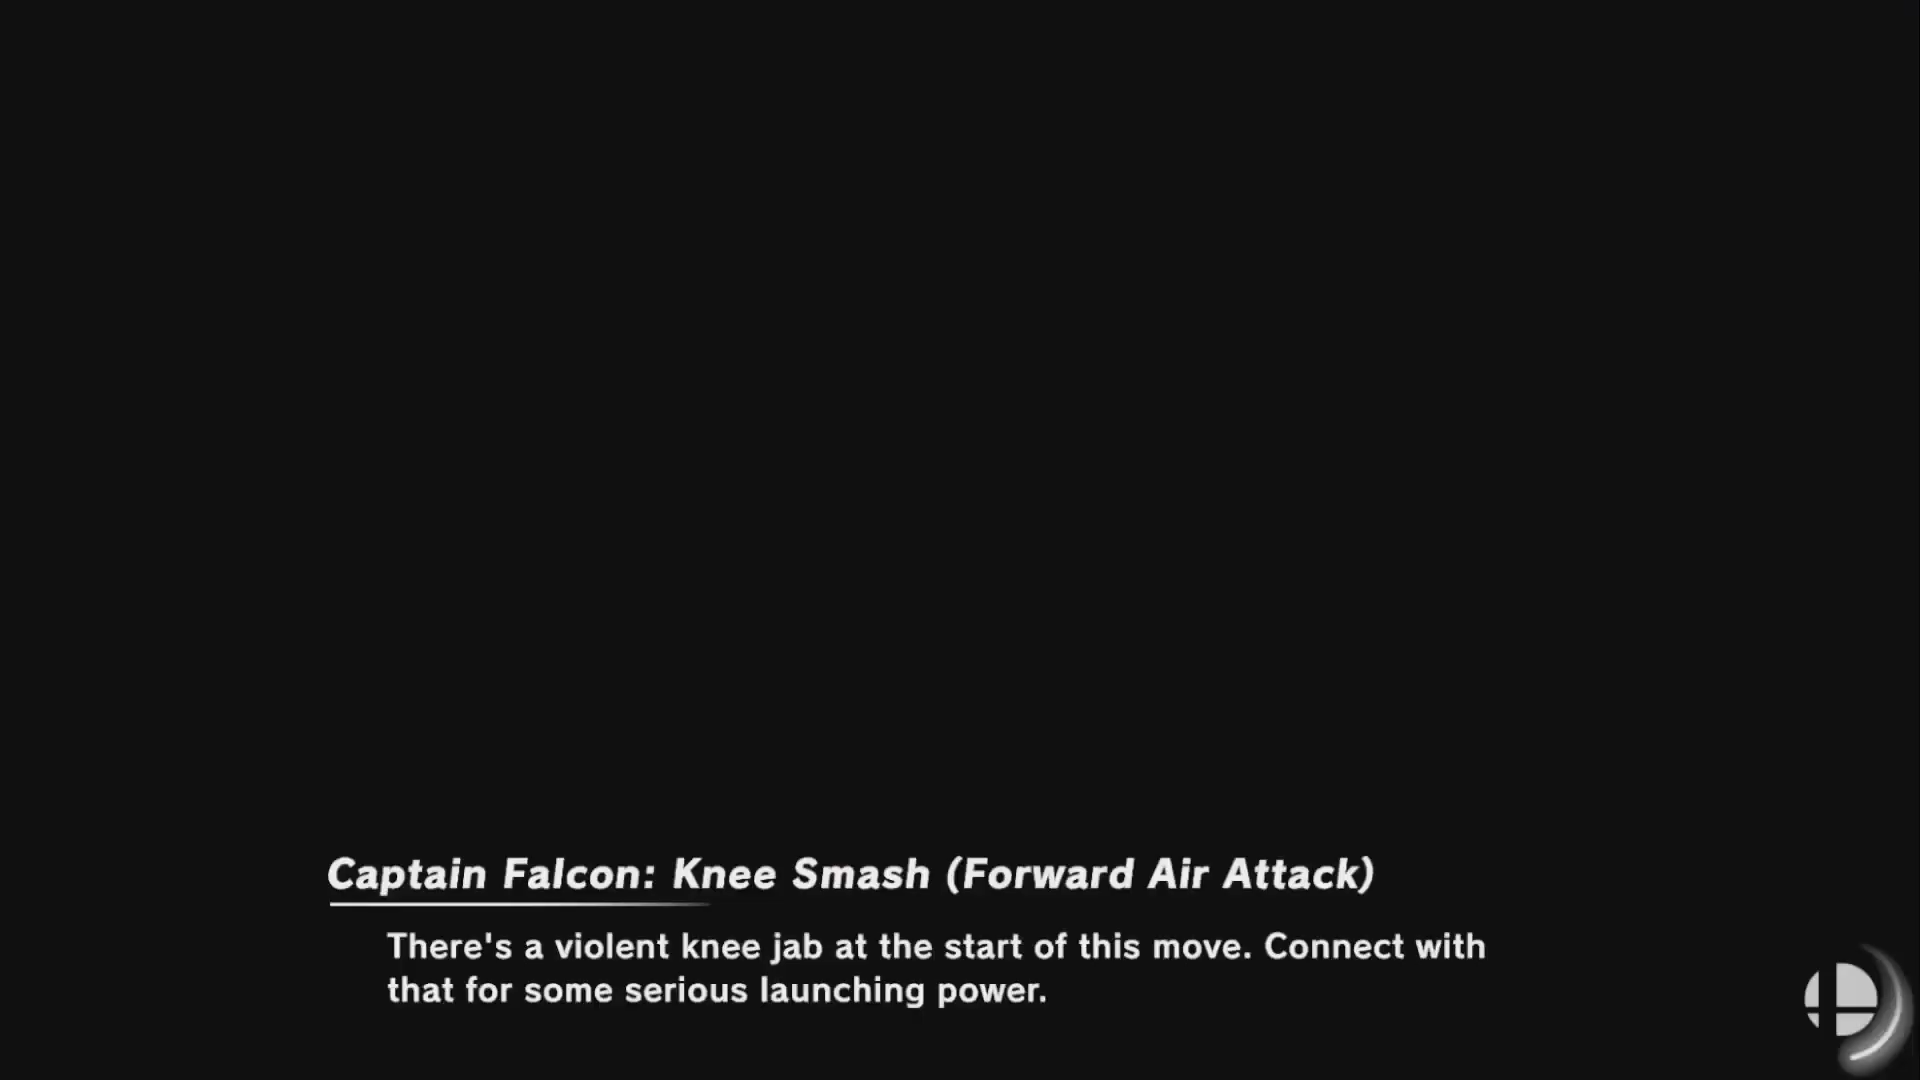 Captain Falcon: Knee Smash (Forward Air Attack)
There's a violent knee jab at the start of this move. Connect with
that for some serious launching power.